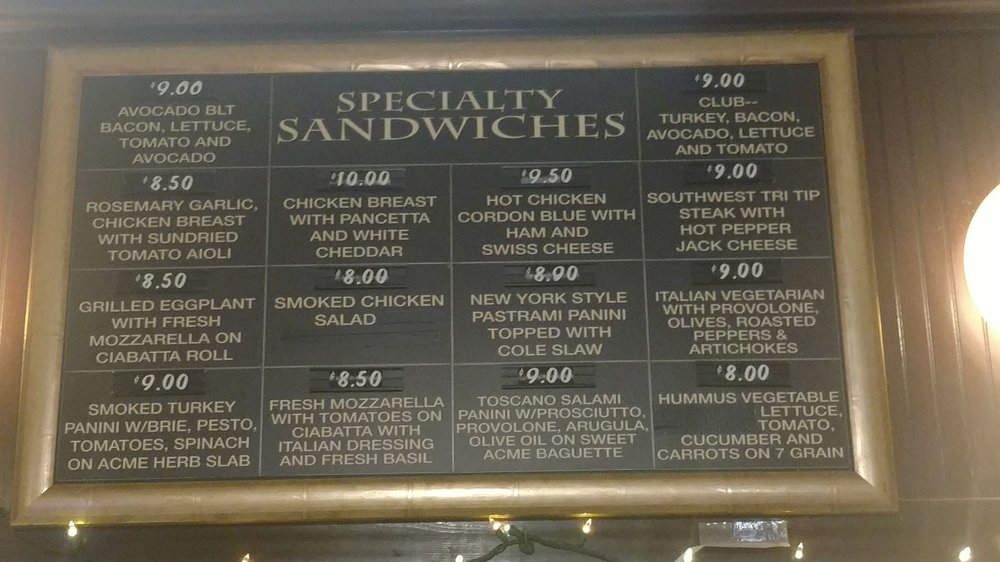 $9.00
AVOCADO BLT
BACON, LETTUCE,
TOMATO AND
AVOCADO
SPECIALTY
SANDWICHES
$9.00
CLUB--
TURKEY, BACON,
AVOCADO, LETTUCE
AND TOMATO
$8.50
ROSEMARY GARLIC,
CHICKEN BREAST
WITH SUNDRIED
TOMATO AIOLI
$10.00
CHICKEN BREAST
WITH PANCETTA
AND WHITE
CHEDDAR
$9.50
HOT CHICKEN
CORDON BLUE WITH
HAM AND
SWISS CHEESE
$9.00
SOUTHWEST TRI TIP
STEAK WITH
HOT PEPPER
JACK CHEESE
$8.50
GRILLED EGGPLANT
WITH FRESH
MOZZARELLA ON
CIABATTA ROLL
$8.00
SMOKED CHICKEN
SALAD
$8.00
NEW YORK STYLE
PASTRAMI PANINI
TOPPED WITH
COLE SLAW
$9.00
ITALIAN VEGETARIAN
WITH PROVOLONE,
OLIVES, ROASTED
PEPPERS &
ARTICHOKES
$9.00
SMOKED TURKEY
PANINI W/BRIE, PESTO,
TOMATOES, SPINACH
ON ACME HERB SLAB
$8.50
FRESH MOZZARELLA
WITH TOMATOES ON
CIABATTA WITH
ITALIAN DRESSING
AND FRESH BASIL
$9.00
TOSCANO SALAMI
PANINI W/PROSCIUTTO,
PROVOLONE, ARUGULA,
OLIVE OIL ON SWEET
ACME BAGUETTE
$8.00
HUMMUS VEGETABLE
LETTUCE,
TOMATO,
CUCUMBER AND
CARROTS ON 7 GRAIN